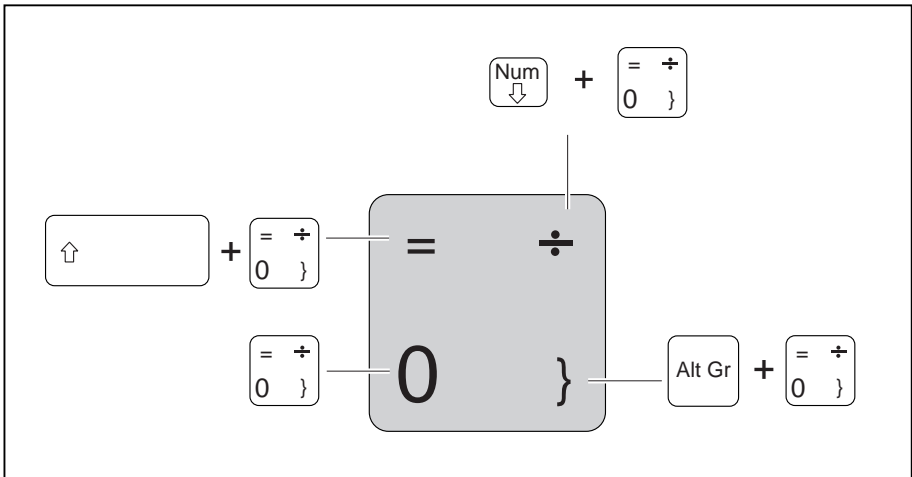 Num + = ÷
0 }
+ = ÷
0 }
= ÷
0 }
= ÷
0 }
Alt Gr + = ÷
0 }